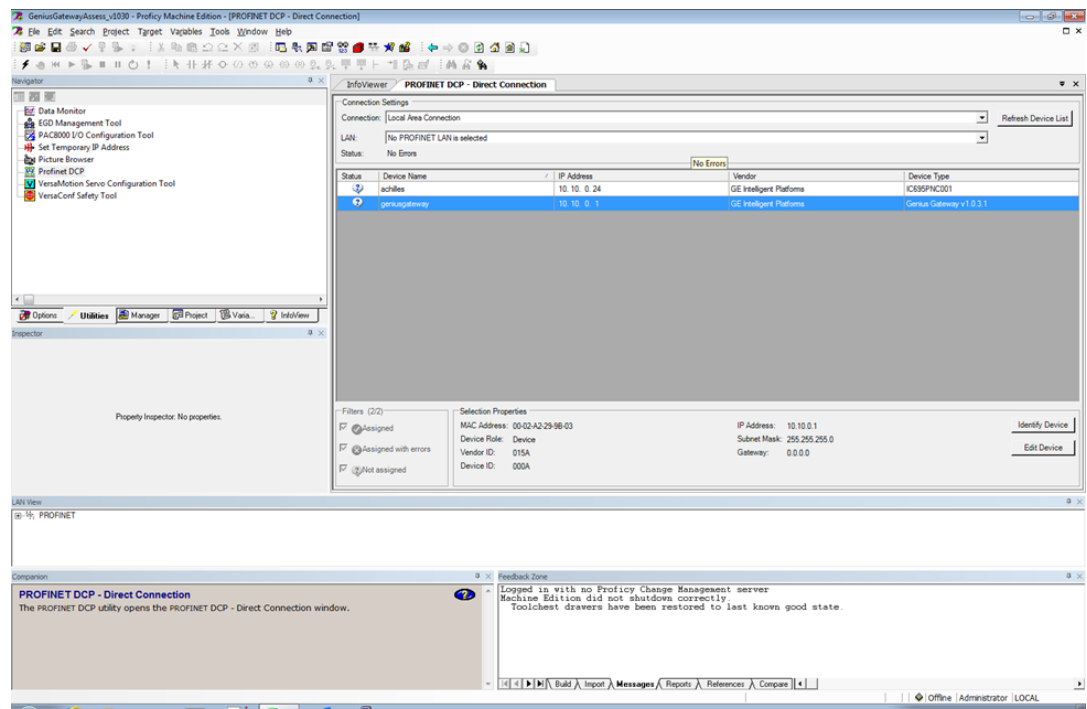 GeniusGatewayAssess_v1030 - Proficy Machine Edition - [PROFINET DCP - Direct Connection]
File Edit Search Project Target Variables Tools Window Help
Navigator
Data Monitor
EGD Management Tool
PAC8000 I/O Configuration Tool
Set Temporary IP Address
Picture Browser
Profinet DCP
VersaMotion Servo Configuration Tool
VersaConf Safety Tool
Options Utilities Manager Project Varia... InfoView
Inspector
Property Inspector: No properties.
InfoViewer PROFINET DCP - Direct Connection
Connection Settings
Connection: Local Area Connection Refresh Device List
LAN: No PROFINET LAN is selected
Status: No Errors
No Errors
Status Device Name / IP Address Vendor Device Type
achilles 10. 10. 0. 24 GE Intelligent Platforms IC695PNC001
geniusgateway 10. 10. 0. 1 GE Intelligent Platforms Genius Gateway v1.0.3.1
Filters (2/2)
Assigned
Assigned with errors
Not assigned
Selection Properties
MAC Address: 00-02-A2-29-9B-03 IP Address: 10.10.0.1 Identify Device
Device Role: Device Subnet Mask: 255.255.255.0
Vendor ID: 015A Gateway: 0.0.0.0 Edit Device
Device ID: 000A
LAN View
PROFINET
Companion
PROFINET DCP - Direct Connection
The PROFINET DCP utility opens the PROFINET DCP - Direct Connection window.
Feedback Zone
Logged in with no Proficy Change Management server
Machine Edition did not shutdown correctly.
Toolchest drawers have been restored to last known good state.
Build Import Messages Reports References Compare
Offline Administrator LOCAL